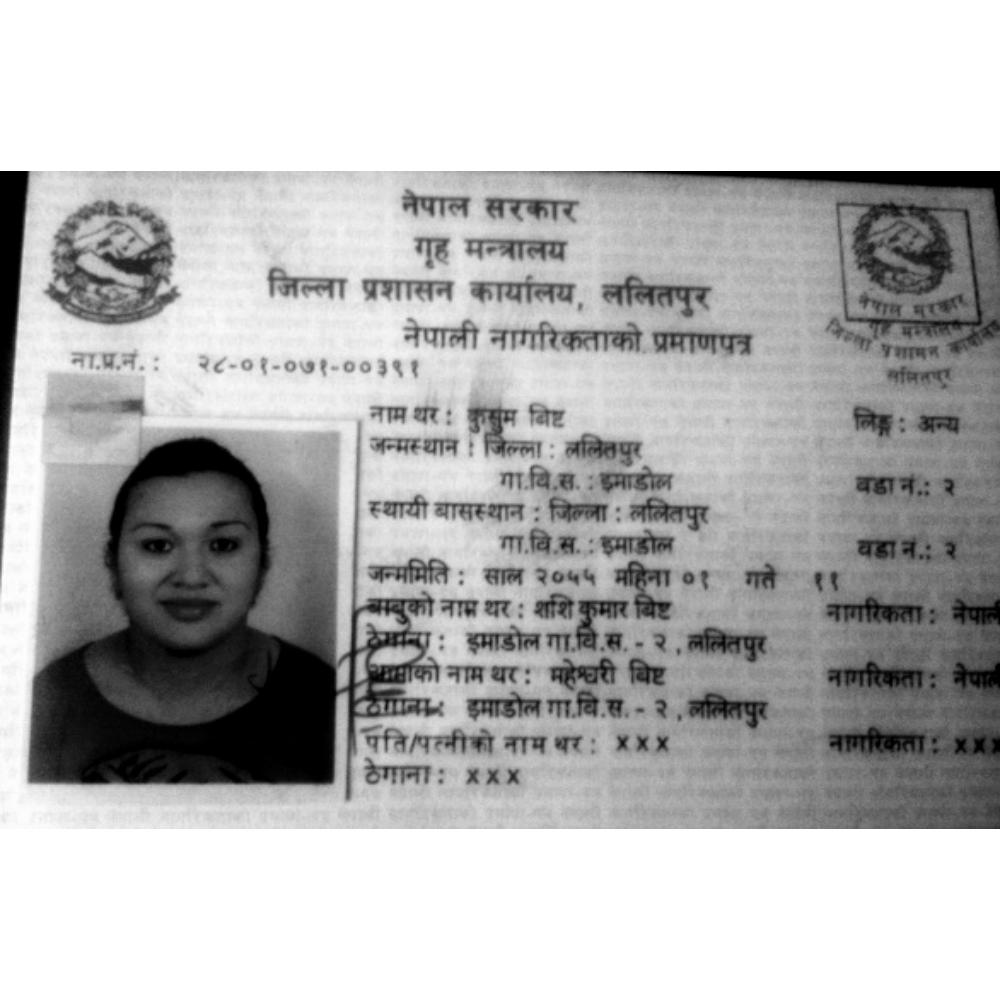 नेपाल सरकार
गृह मन्त्रालय
जिल्ला प्रशासन कार्यालय, ललितपुर
नेपाली नागरिकताको प्रमाणपत्र
नेपाल सरकार
गृह मन्त्रालय
जिल्ला प्रशासन कार्यालय
ललितपुर
ना.प्र.नं. : २८-०१-०७१-००३९१
नाम थर : कुसुम विष्ट लिङ्ग : अन्य
जन्मस्थान : जिल्ला : ललितपुर
गा.वि.स. : इमाडोल वडा नं.: २
स्थायी बासस्थान : जिल्ला : ललितपुर
गा.वि.स. : इमाडोल वडा नं.: २
जन्ममिति : साल २०५५ महिना ०१ गते ११
बाबुको नाम थर : शशि कुमार विष्ट नागरिकता : नेपाली
ठेगाना : इमाडोल गा.वि.स. - २ , ललितपुर
आमाको नाम थर : महेश्वरी विष्ट नागरिकता : नेपाली
ठेगाना : इमाडोल गा.वि.स. - २ , ललितपुर
पति/पत्नीको नाम थर : x x x नागरिकता : x x x
ठेगाना : x x x